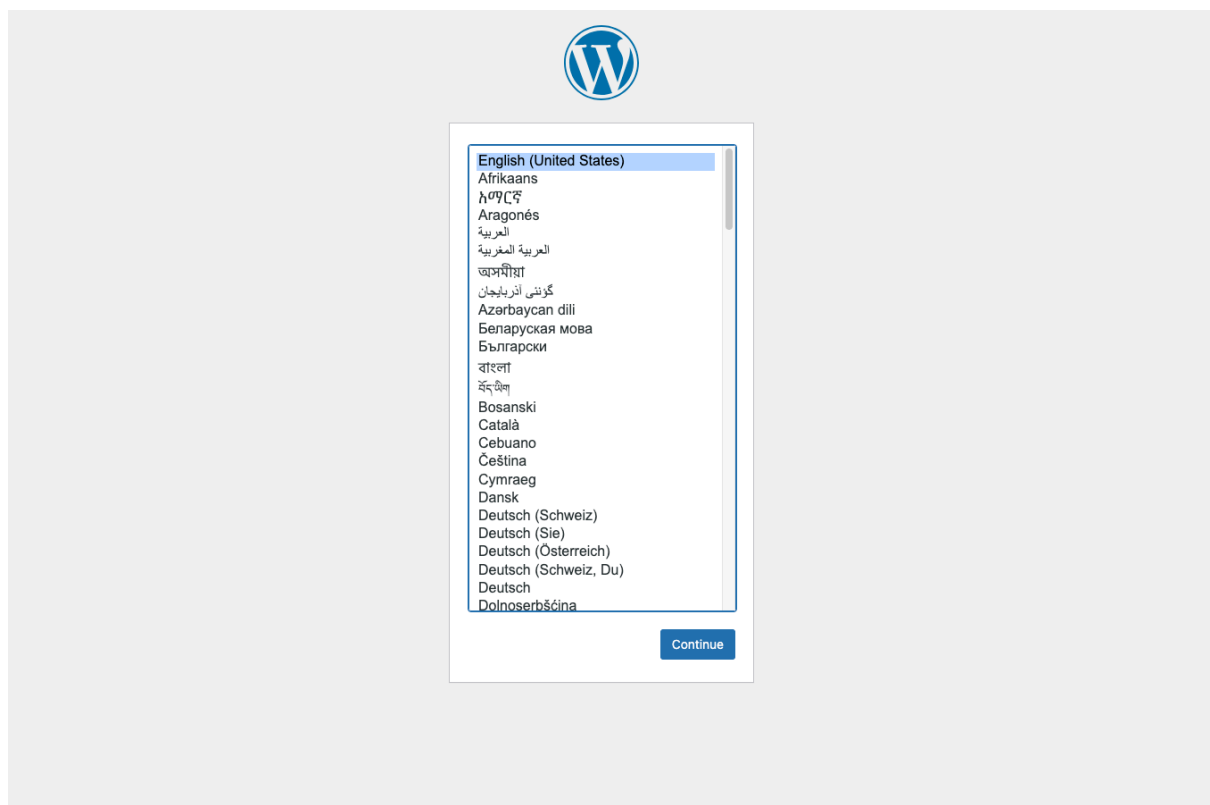 English (United States)
Afrikaans
አማርኛ
Aragonés
العربية
العربية المغربية
অসমীয়া
گؤنئی آذربایجان
Azərbaycan dili
Беларуская мова
Български
বাংলা
བོད་ཡིག
Bosanski
Català
Cebuano
Čeština
Cymraeg
Dansk
Deutsch (Schweiz)
Deutsch (Sie)
Deutsch (Österreich)
Deutsch (Schweiz, Du)
Deutsch
Dolnoserbšćina
Continue